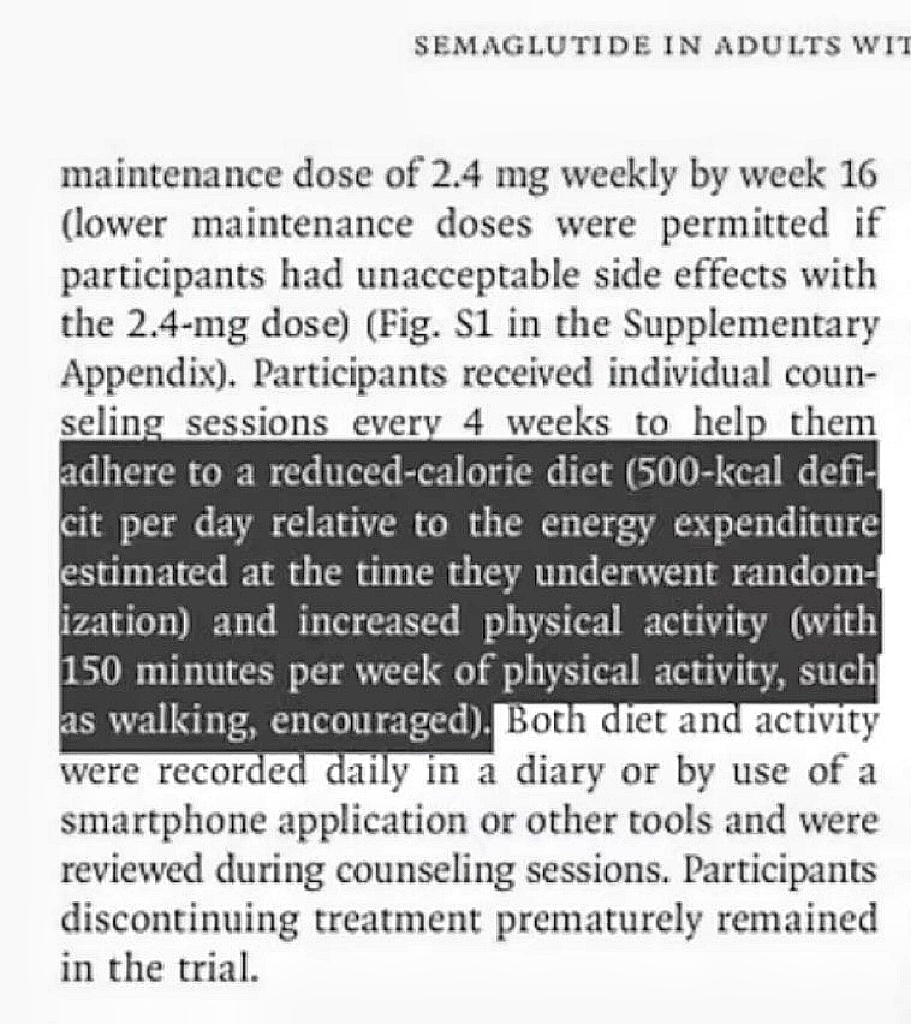 SEMAGLUTIDE IN ADULTS WIT
maintenance dose of 2.4 mg weekly by week 16
(lower maintenance doses were permitted if
participants had unacceptable side effects with
the 2.4-mg dose) (Fig. S1 in the Supplementary
Appendix). Participants received individual coun-
seling sessions every 4 weeks to help them
adhere to a reduced-calorie diet (500-kcal defi-
cit per day relative to the energy expenditure
estimated at the time they underwent random-
ization) and increased physical activity (with
150 minutes per week of physical activity, such
as walking, encouraged). Both diet and activity
were recorded daily in a diary or by use of a
smartphone application or other tools and were
reviewed during counseling sessions. Participants
discontinuing treatment prematurely remained
in the trial.